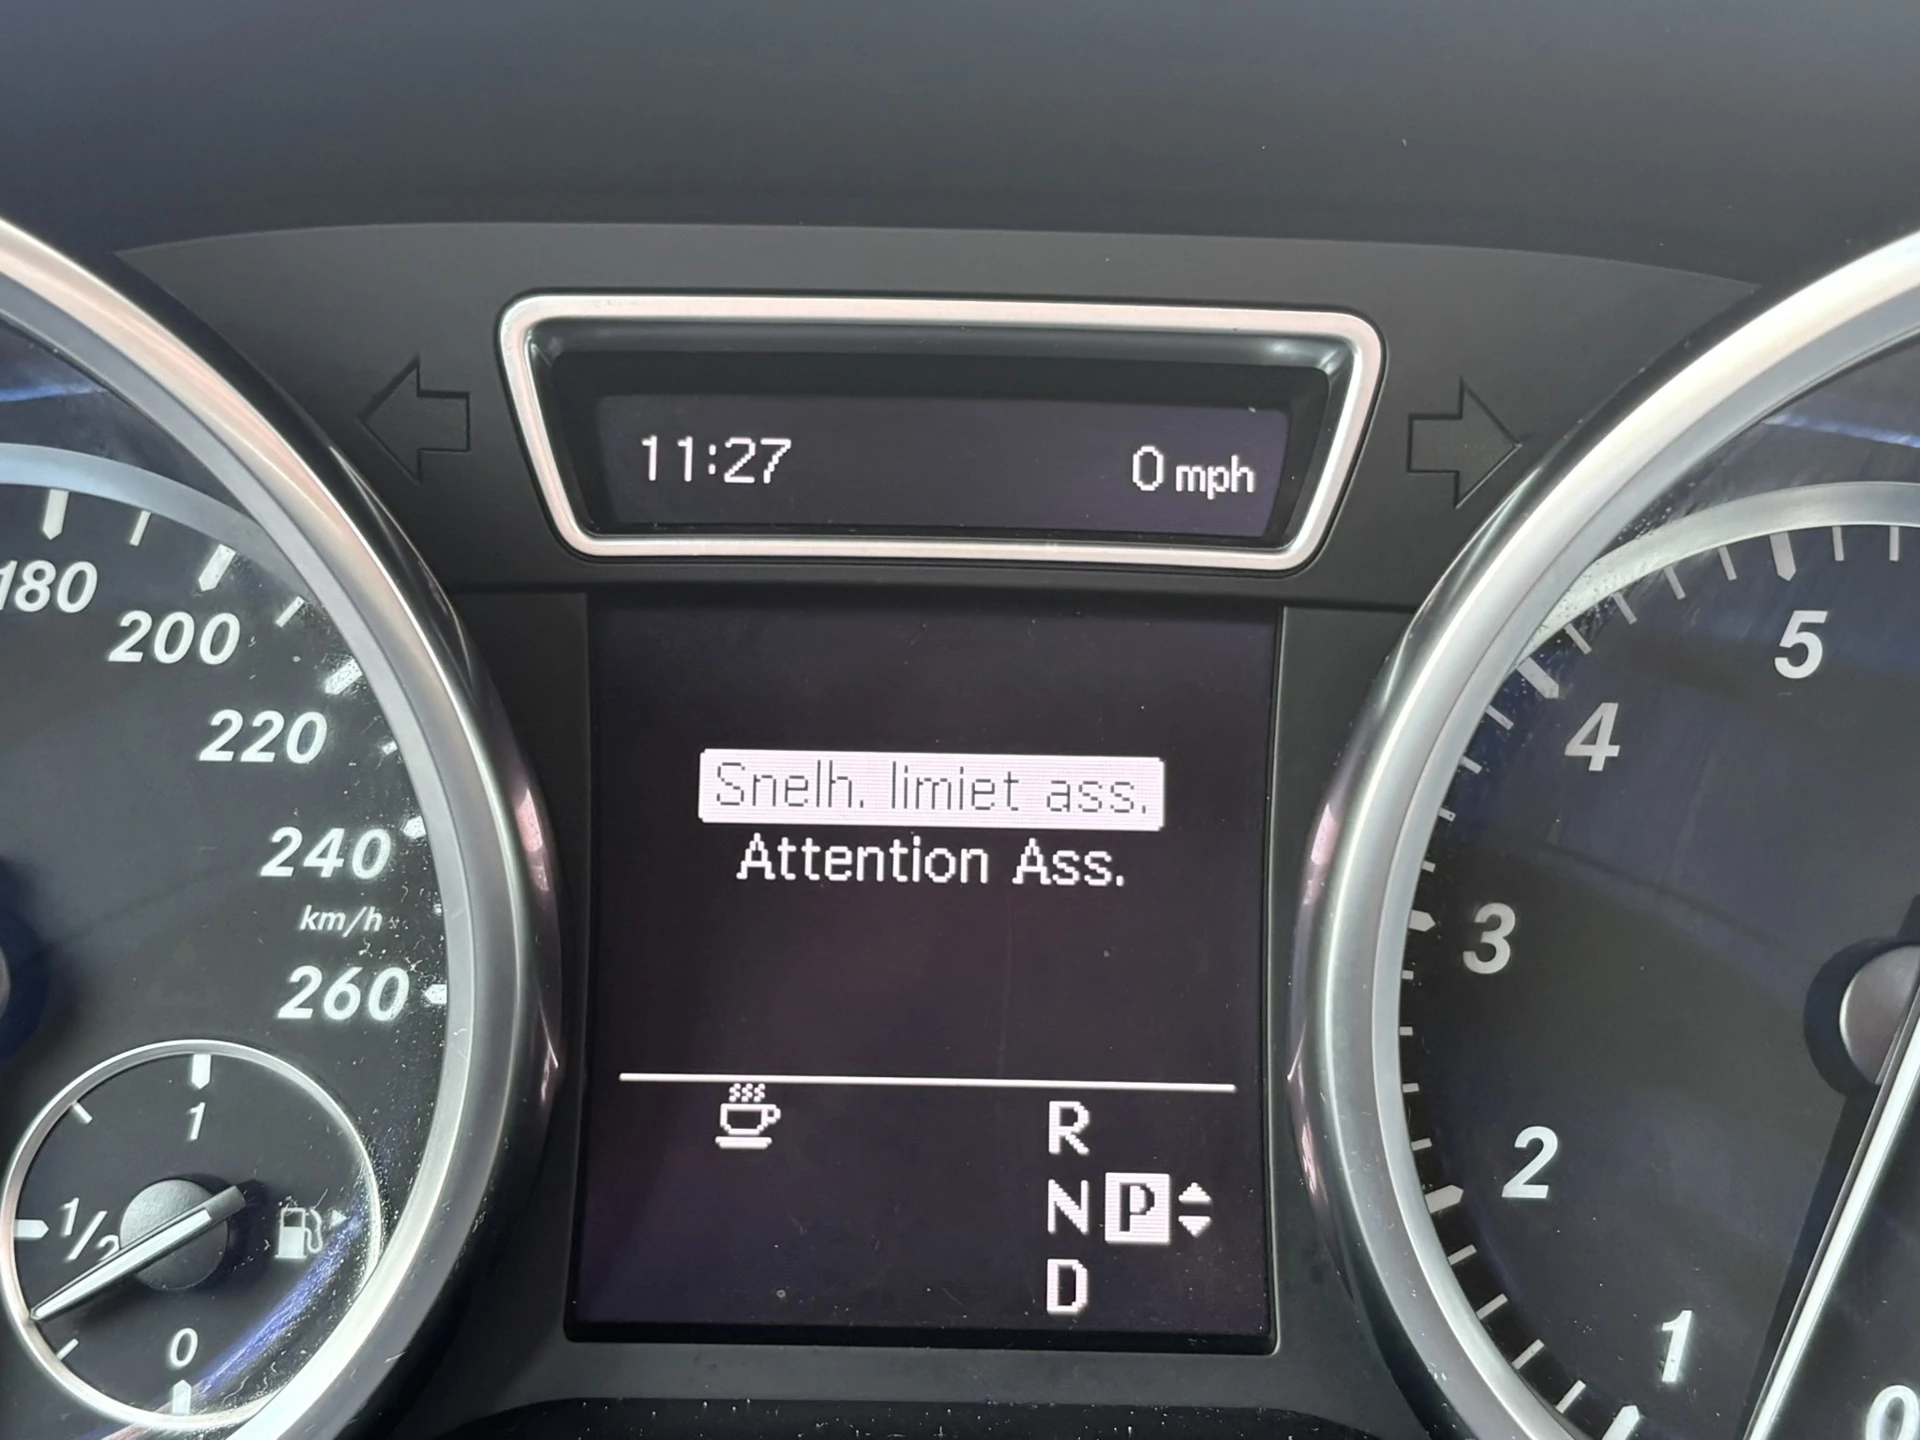 11:27 0 mph
180
200
220
240
km/h
260
1
1/2
0
Snelh. limiet ass.
Attention Ass.
R
N P
D
5
4
3
2
1
0